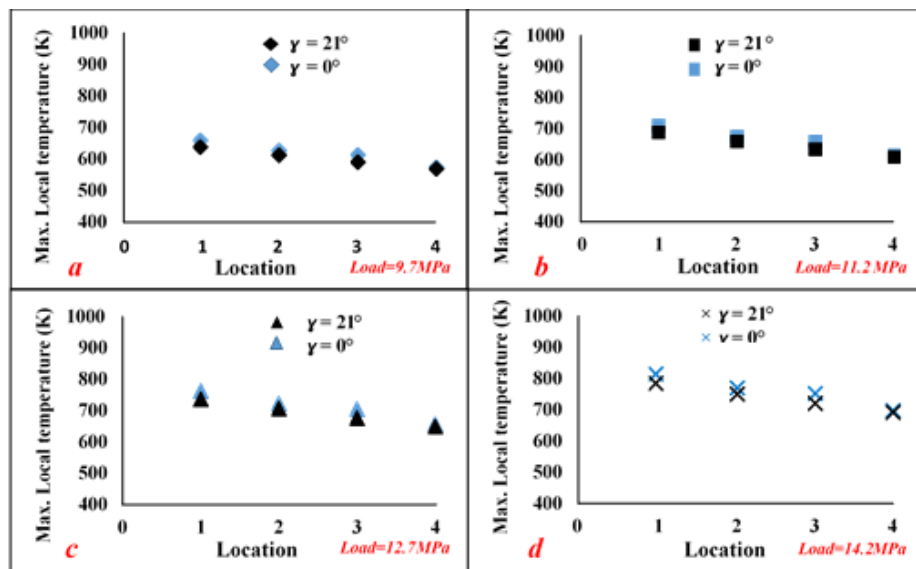 Max. Local temperature (K)
1000
900
800
700
600
500
400
0 1 2 3 4
Location
γ = 21°
γ = 0°
a
Load=9.7MPa
Max. Local temperature (K)
1000
900
800
700
600
500
400
0 1 2 3 4
Location
γ = 21°
γ = 0°
b
Load=11.2MPa
Max. Local temperature (K)
1000
900
800
700
600
500
400
0 1 2 3 4
Location
γ = 21°
γ = 0°
c
Load=12.7MPa
Max. Local temperature (K)
1000
900
800
700
600
500
400
0 1 2 3 4
Location
γ = 21°
γ = 0°
d
Load=14.2MPa